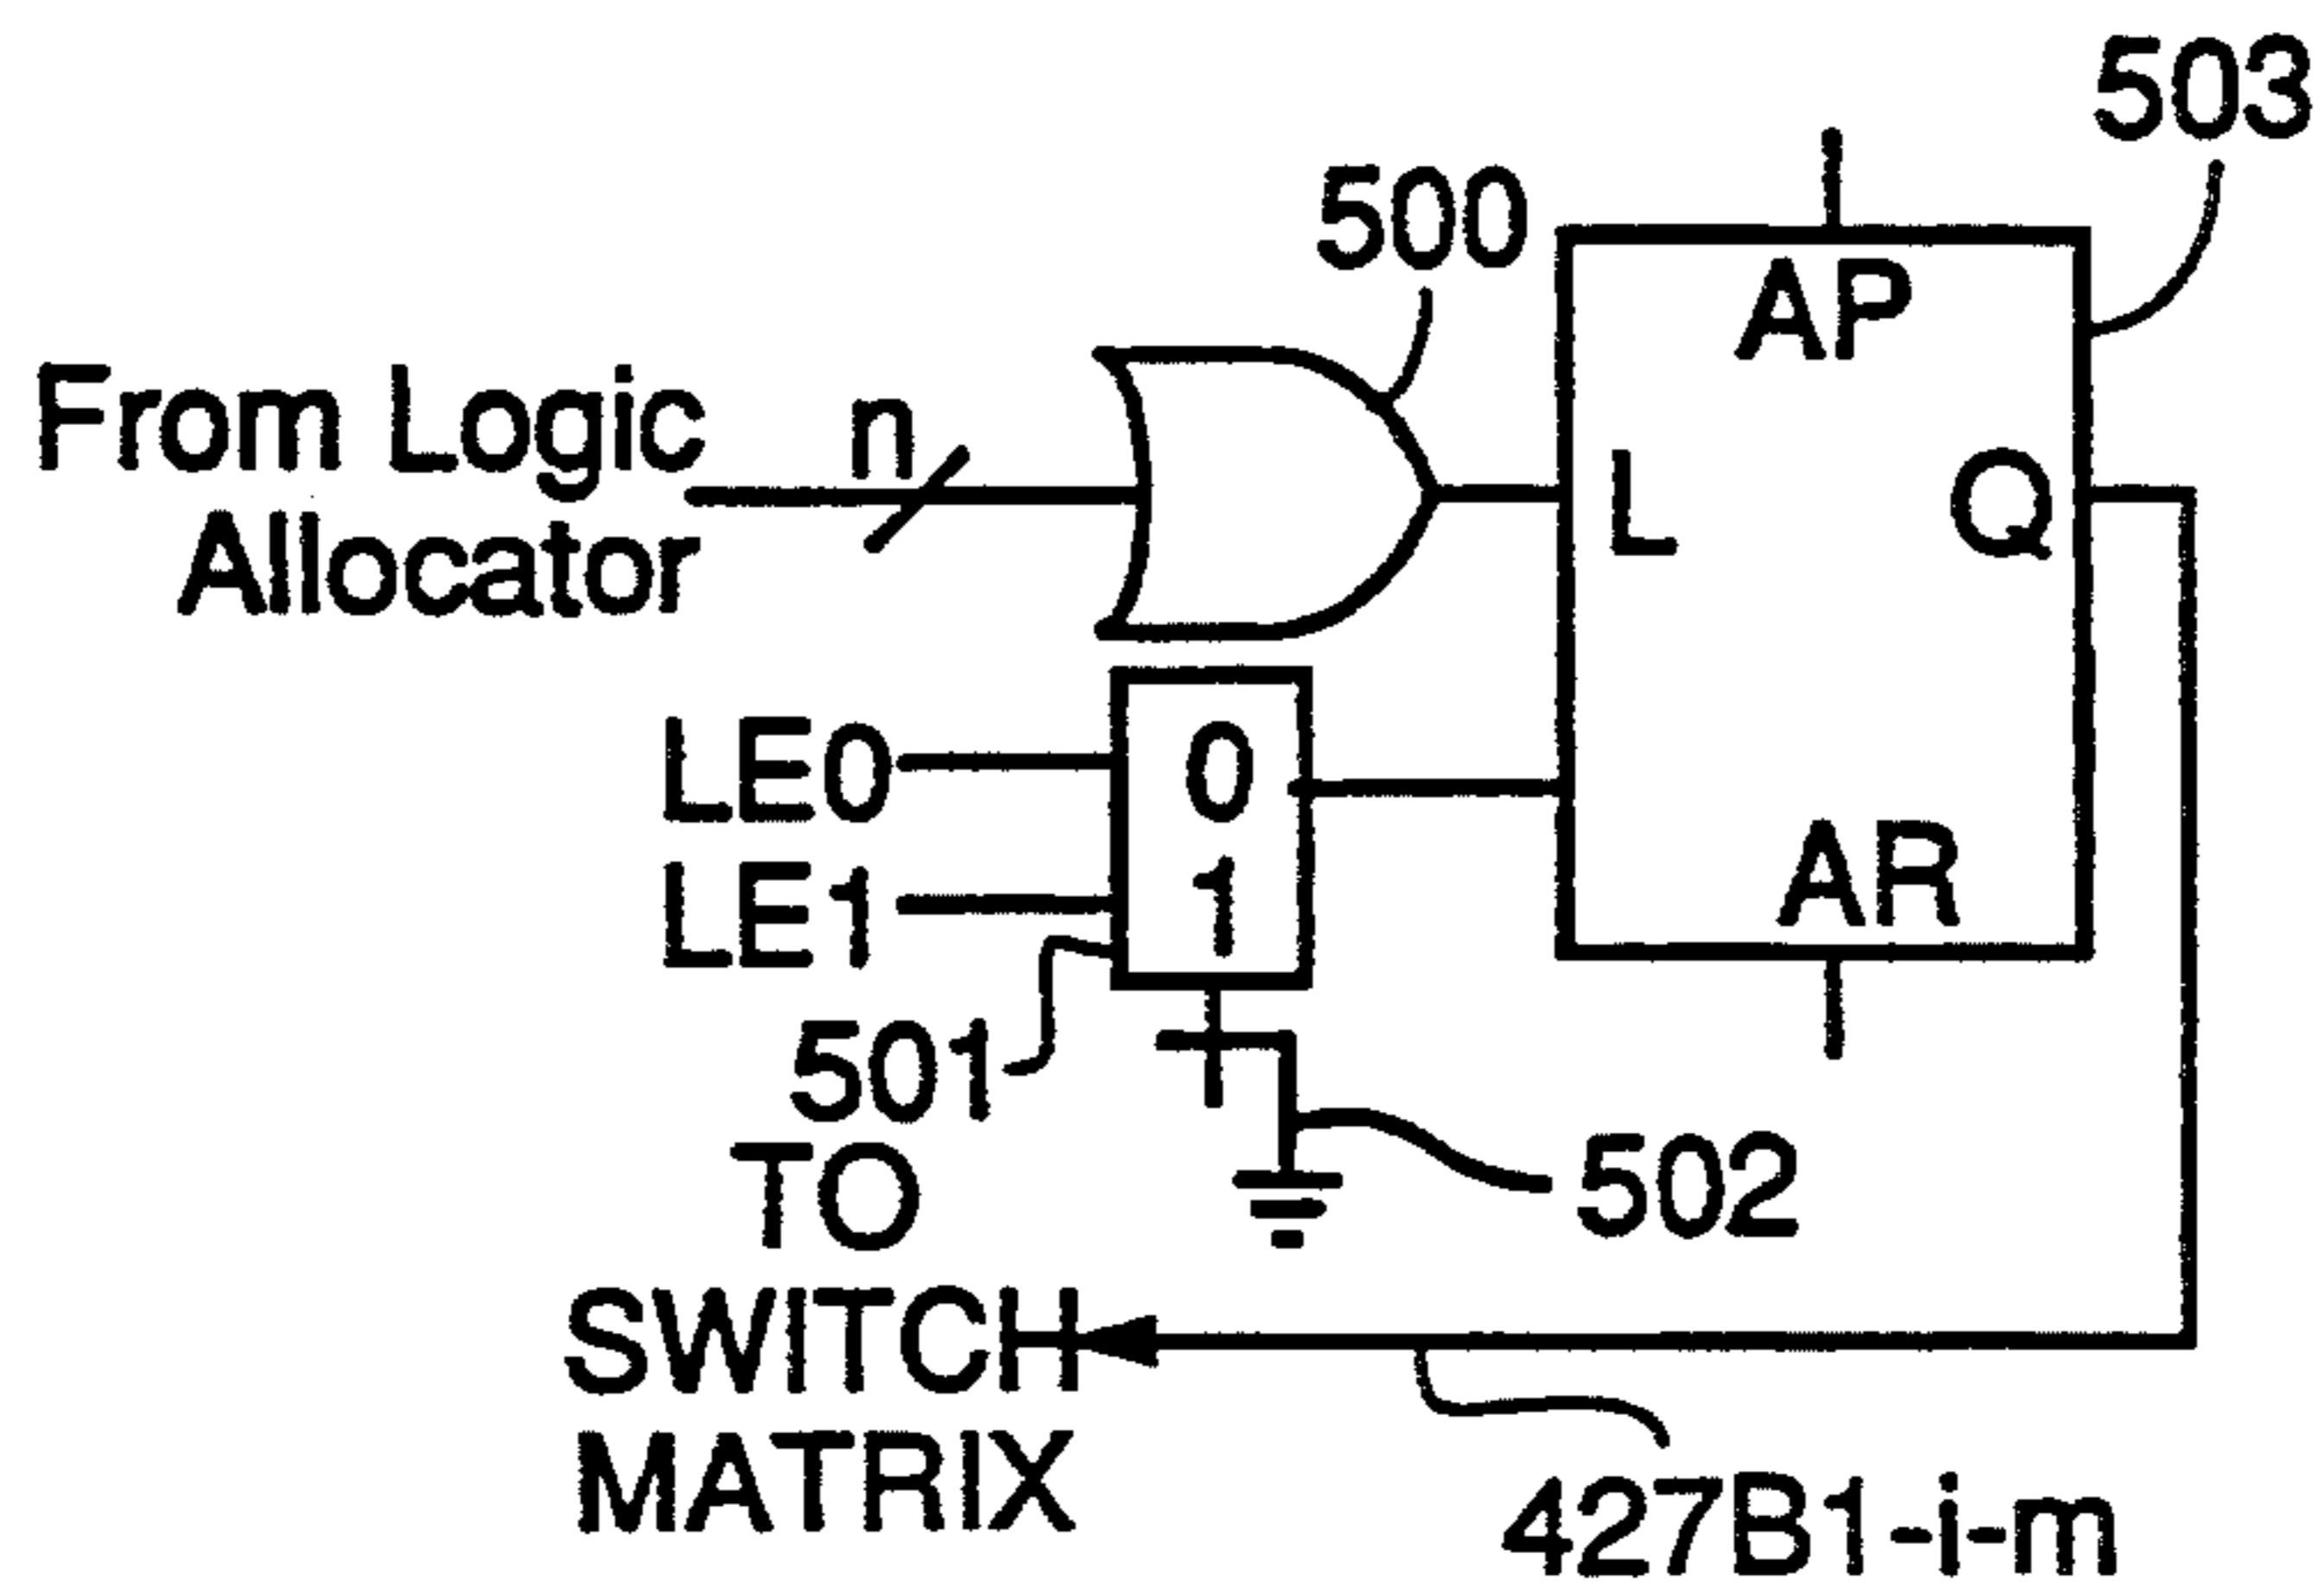 503
500
AP
From Logic
Allocator
n
L
Q
LE0
0
LE1
1
AR
501
502
TO
SWITCH
MATRIX
427B1-i-m